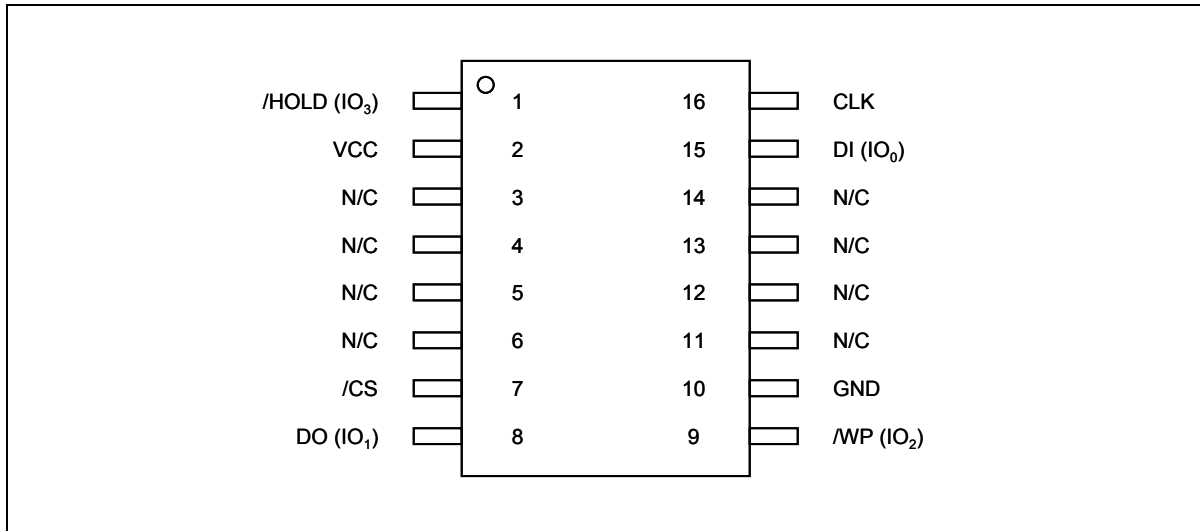 /HOLD (IO₃) 1 16 CLK
VCC 2 15 DI (IO₀)
N/C 3 14 N/C
N/C 4 13 N/C
N/C 5 12 N/C
N/C 6 11 N/C
/CS 7 10 GND
DO (IO₁) 8 9 /WP (IO₂)